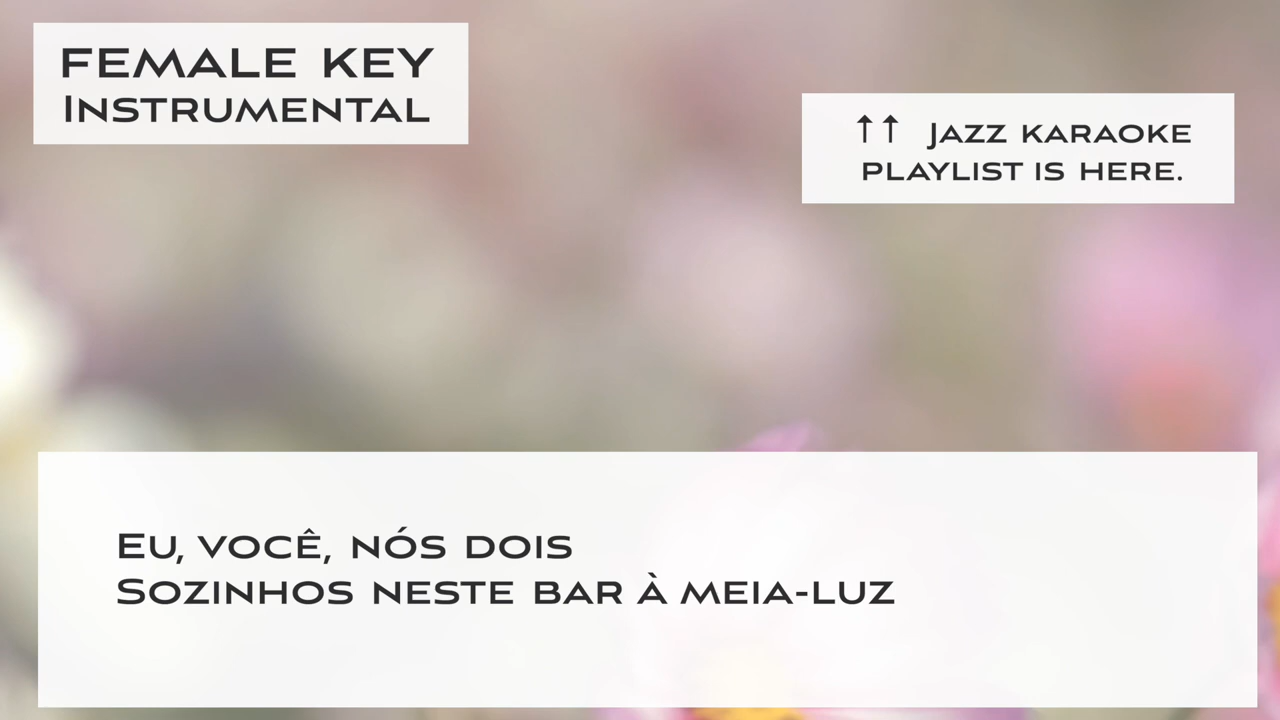 FEMALE KEY
INSTRUMENTAL
↑↑ JAZZ KARAOKE
PLAYLIST IS HERE.
EU, VOCÊ, NÓS DOIS
SOZINHOS NESTE BAR À MEIA-LUZ